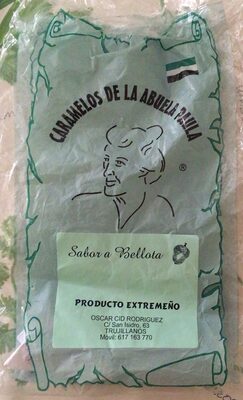 CARAMELOS DE LA ABUELA PAULA
®
Sabor a Bellota
PRODUCTO EXTREMEÑO
OSCAR CID RODRIGUEZ
C/ San Isidro, 63
TRUJILLANOS
Móvil: 617 163 770